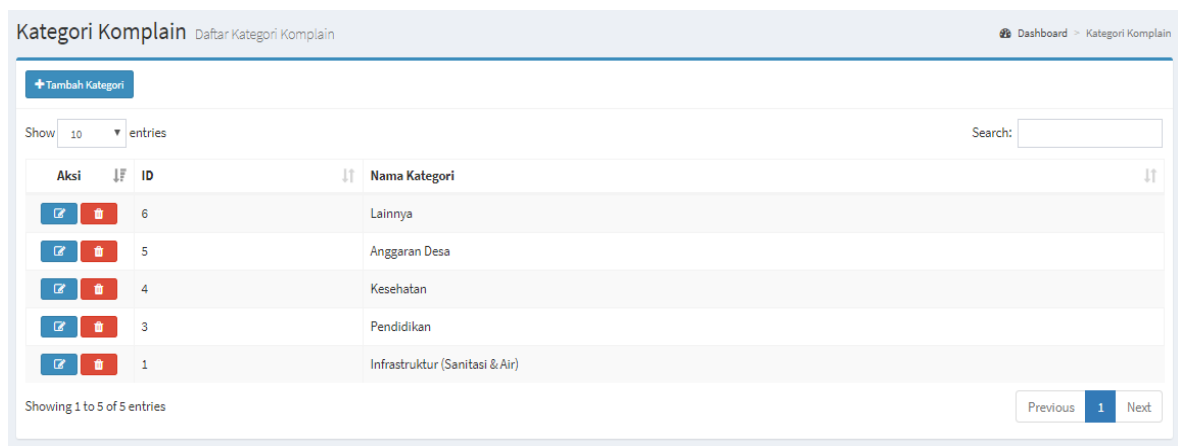 Kategori Komplain Daftar Kategori Komplain
Dashboard > Kategori Komplain
Tambah Kategori
Show 10 entries
Search:
Aksi ID Nama Kategori
6 Lainnya
5 Anggaran Desa
4 Kesehatan
3 Pendidikan
1 Infrastruktur (Sanitasi & Air)
Showing 1 to 5 of 5 entries
Previous 1 Next